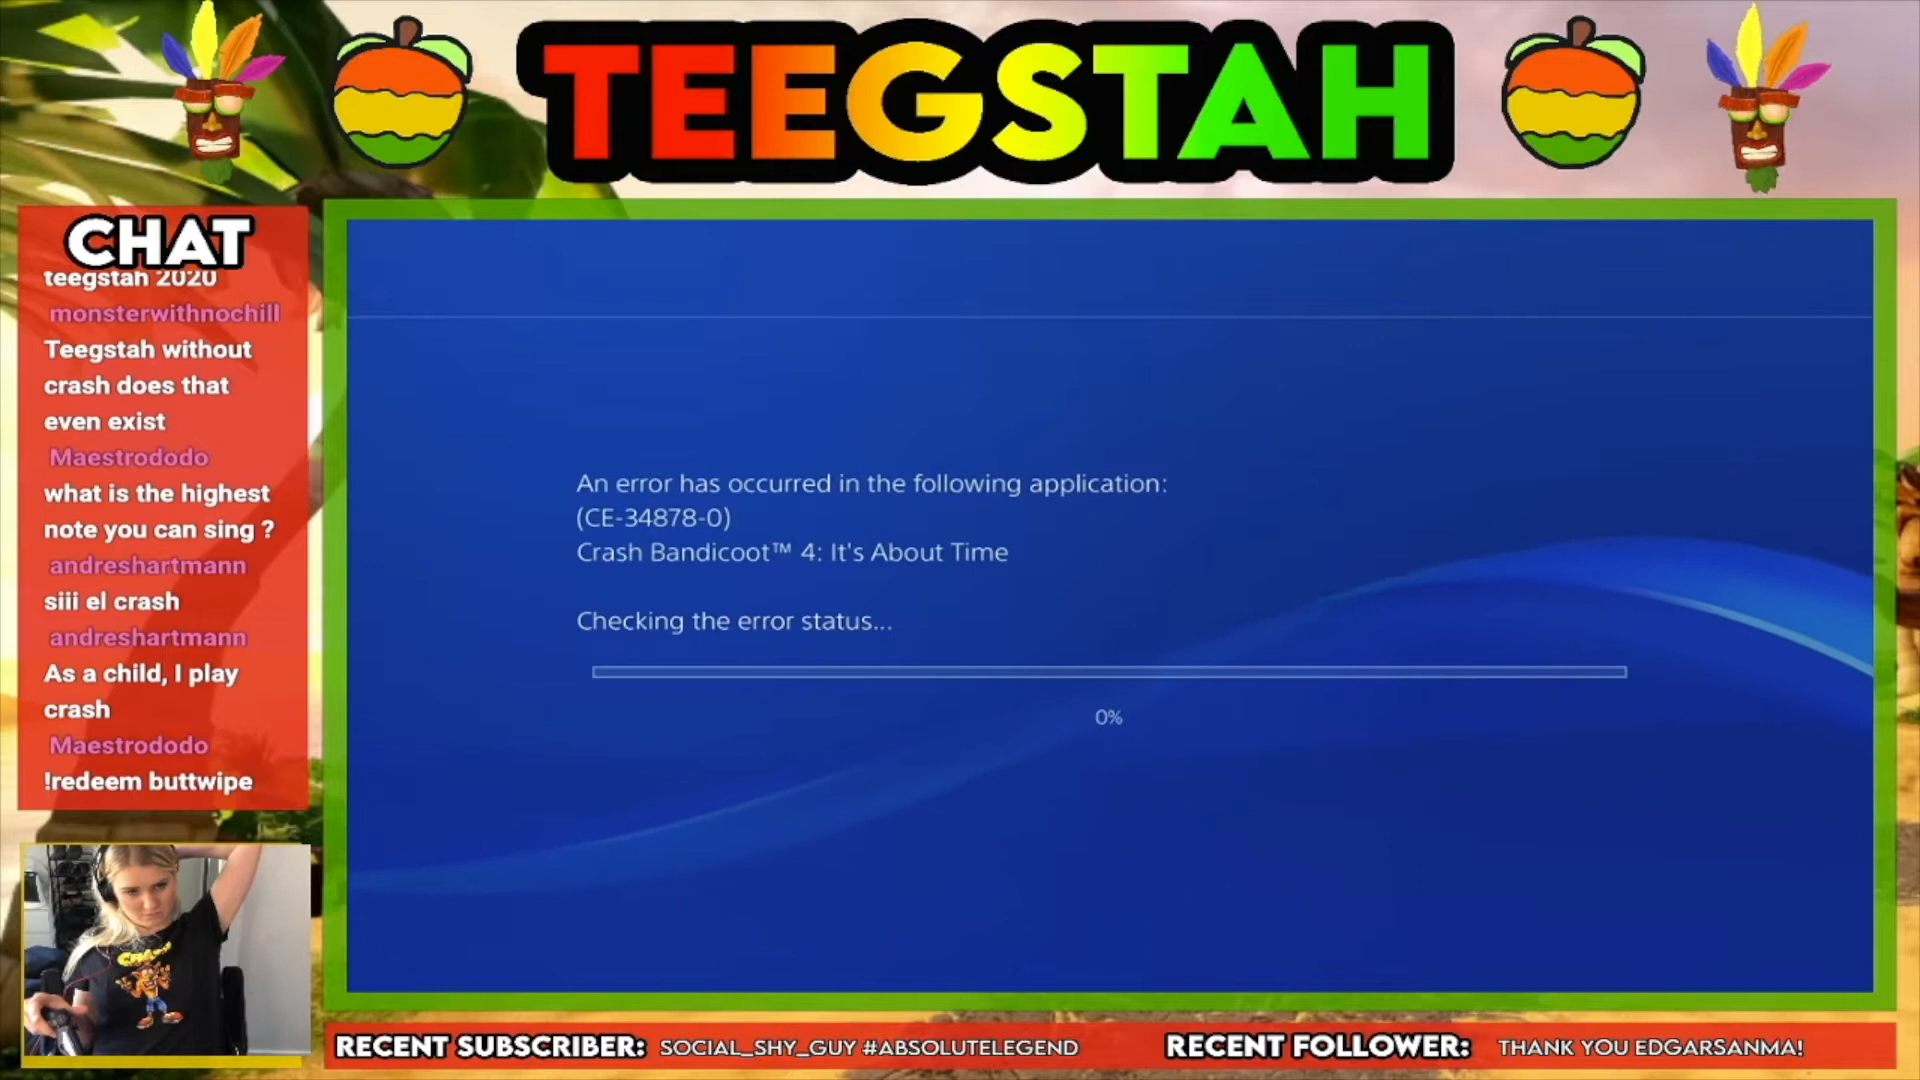 TEEGSTAH
CHAT
teegstah 2020
monsterwithnochill
Teegstah without
crash does that
even exist
Maestrododo
what is the highest
note you can sing ?
andreshartmann
siii el crash
andreshartmann
As a child, I play
crash
Maestrododo
!redeem buttwipe
An error has occurred in the following application:
(CE-34878-0)
Crash Bandicoot™ 4: It's About Time
Checking the error status...
0%
CRASH
RECENT SUBSCRIBER: SOCIAL_SHY_GUY #ABSOLUTELEGEND
RECENT FOLLOWER: THANK YOU EDGARSANMA!